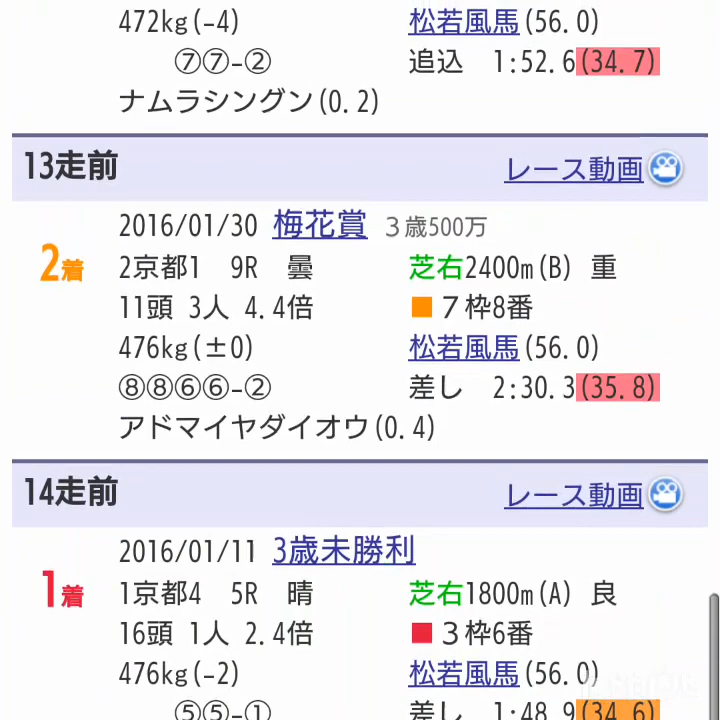 472kg(-4) 松若風馬(56.0)
⑦⑦-② 追込 1:52.6(34.7)
ナムラシングン(0.2)
13走前 レース動画
2016/01/30 梅花賞 3歳500万
2着 2京都1 9R 曇 芝右2400m(B) 重
11頭 3人 4.4倍 ■7枠8番
476kg(±0) 松若風馬(56.0)
⑧⑧⑥⑥-② 差し 2:30.3(35.8)
アドマイヤダイオウ(0.4)
14走前 レース動画
2016/01/11 3歳未勝利
1着 1京都4 5R 晴 芝右1800m(A) 良
16頭 1人 2.4倍 ■3枠6番
476kg(-2) 松若風馬(56.0)
⑤⑤-① 差し 1:48.9(34.6)